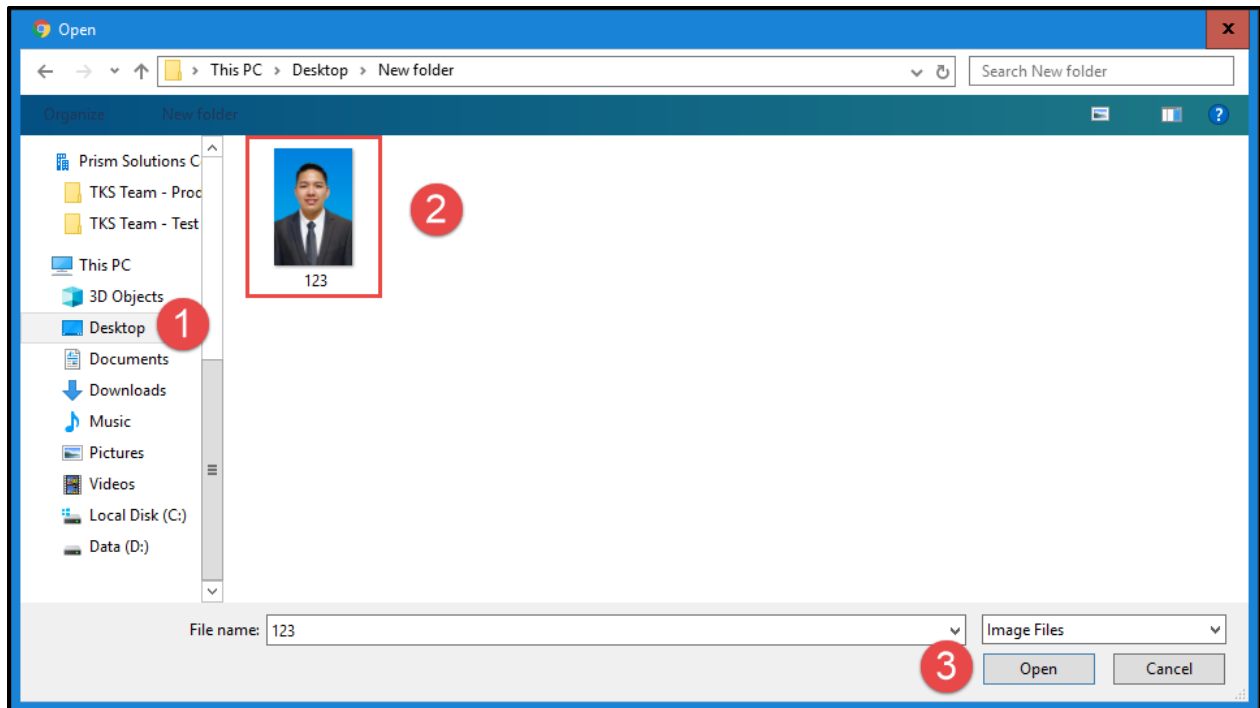 Open
x
This PC > Desktop > New folder
Search New folder
Organize New folder
?
Prism Solutions C
TKS Team - Prod
TKS Team - Test
This PC
3D Objects
Desktop
1
Documents
Downloads
Music
Pictures
Videos
Local Disk (C:)
Data (D:)
2
123
File name: 123
Image Files
3
Open Cancel